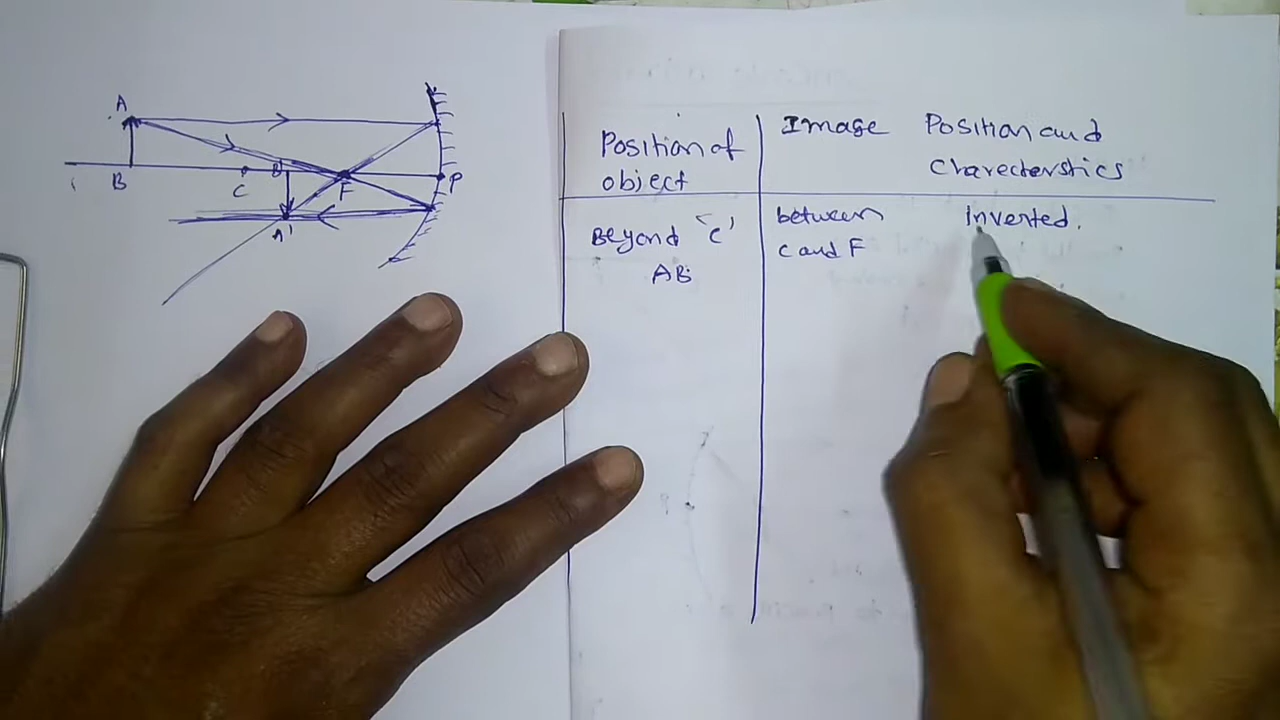 A
B
C
B'
F
P
A'
Position of
object
Image Position and
Charecterstics
Beyond 'C'
AB
between
C and F
Inverted.